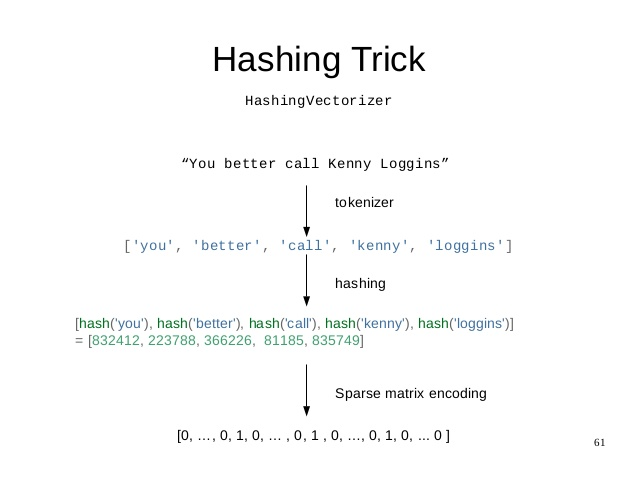 Hashing Trick
HashingVectorizer
“You better call Kenny Loggins”
tokenizer
['you', 'better', 'call', 'kenny', 'loggins']
hashing
[hash('you'), hash('better'), hash('call'), hash('kenny'), hash('loggins')]
= [832412, 223788, 366226,  81185, 835749]
Sparse matrix encoding
[0, …, 0, 1, 0, … , 0, 1 , 0, …, 0, 1, 0, ... 0 ]
61